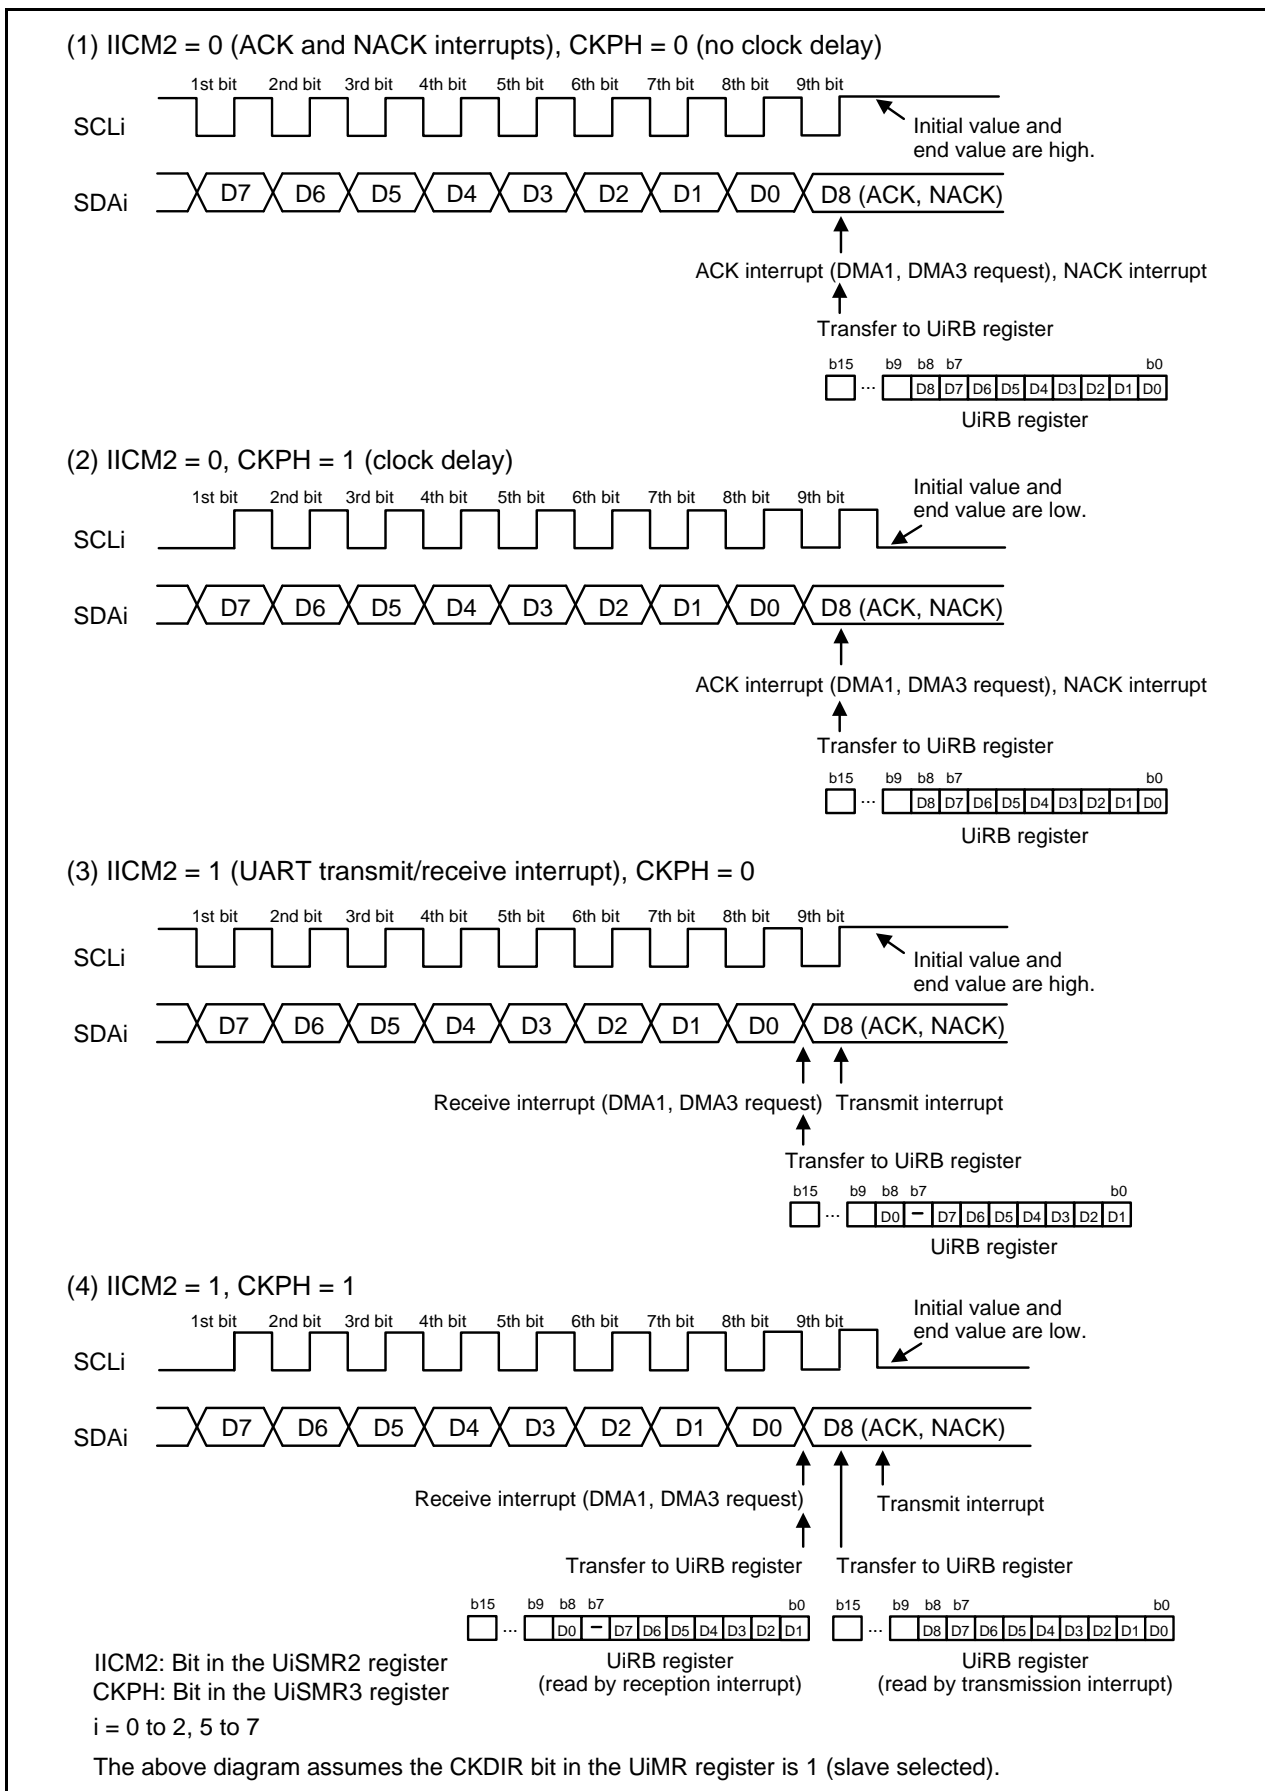 (1) IICM2 = 0 (ACK and NACK interrupts), CKPH = 0 (no clock delay)
1st bit 2nd bit 3rd bit 4th bit 5th bit 6th bit 7th bit 8th bit 9th bit
SCLi
Initial value and
end value are high.
SDAi D7 D6 D5 D4 D3 D2 D1 D0 D8 (ACK, NACK)
ACK interrupt (DMA1, DMA3 request), NACK interrupt
Transfer to UiRB register
b15 b9 b8 b7 b0
... D8 D7 D6 D5 D4 D3 D2 D1 D0
UiRB register
(2) IICM2 = 0, CKPH = 1 (clock delay)
1st bit 2nd bit 3rd bit 4th bit 5th bit 6th bit 7th bit 8th bit 9th bit
Initial value and
end value are low.
SCLi
SDAi D7 D6 D5 D4 D3 D2 D1 D0 D8 (ACK, NACK)
ACK interrupt (DMA1, DMA3 request), NACK interrupt
Transfer to UiRB register
b15 b9 b8 b7 b0
... D8 D7 D6 D5 D4 D3 D2 D1 D0
UiRB register
(3) IICM2 = 1 (UART transmit/receive interrupt), CKPH = 0
1st bit 2nd bit 3rd bit 4th bit 5th bit 6th bit 7th bit 8th bit 9th bit
SCLi
Initial value and
end value are high.
SDAi D7 D6 D5 D4 D3 D2 D1 D0 D8 (ACK, NACK)
Receive interrupt (DMA1, DMA3 request) Transmit interrupt
Transfer to UiRB register
b15 b9 b8 b7 b0
... D0 – D7 D6 D5 D4 D3 D2 D1
UiRB register
(4) IICM2 = 1, CKPH = 1
1st bit 2nd bit 3rd bit 4th bit 5th bit 6th bit 7th bit 8th bit 9th bit
Initial value and
end value are low.
SCLi
SDAi D7 D6 D5 D4 D3 D2 D1 D0 D8 (ACK, NACK)
Receive interrupt (DMA1, DMA3 request) Transmit interrupt
Transfer to UiRB register Transfer to UiRB register
b15 b9 b8 b7 b0 b15 b9 b8 b7 b0
... D0 – D7 D6 D5 D4 D3 D2 D1 ... D8 D7 D6 D5 D4 D3 D2 D1 D0
UiRB register UiRB register
(read by reception interrupt) (read by transmission interrupt)
IICM2: Bit in the UiSMR2 register
CKPH: Bit in the UiSMR3 register
i = 0 to 2, 5 to 7
The above diagram assumes the CKDIR bit in the UiMR register is 1 (slave selected).